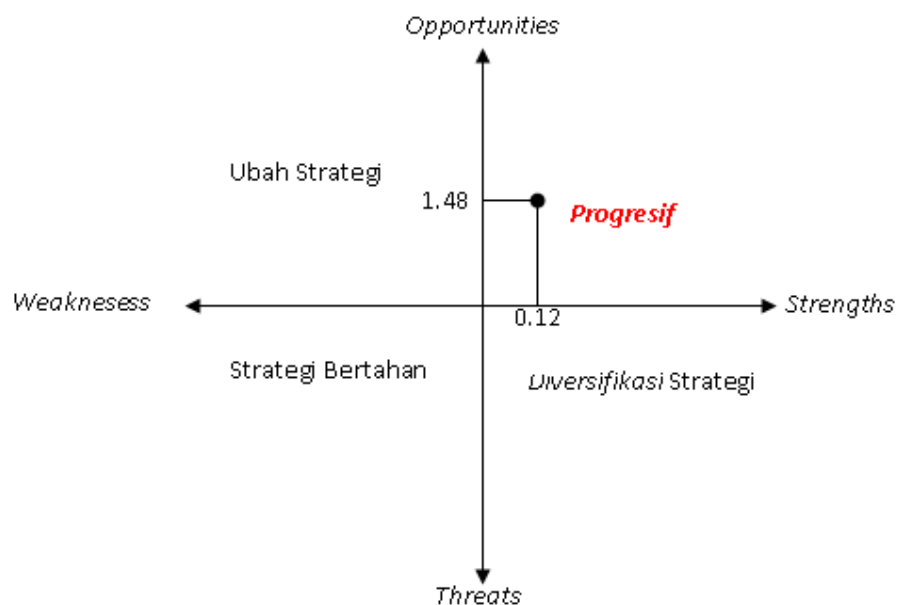 Opportunities
Ubah Strategi
1.48
Progresif
Weaknesess
Strengths
0.12
Strategi Bertahan
Diversifikasi Strategi
Threats